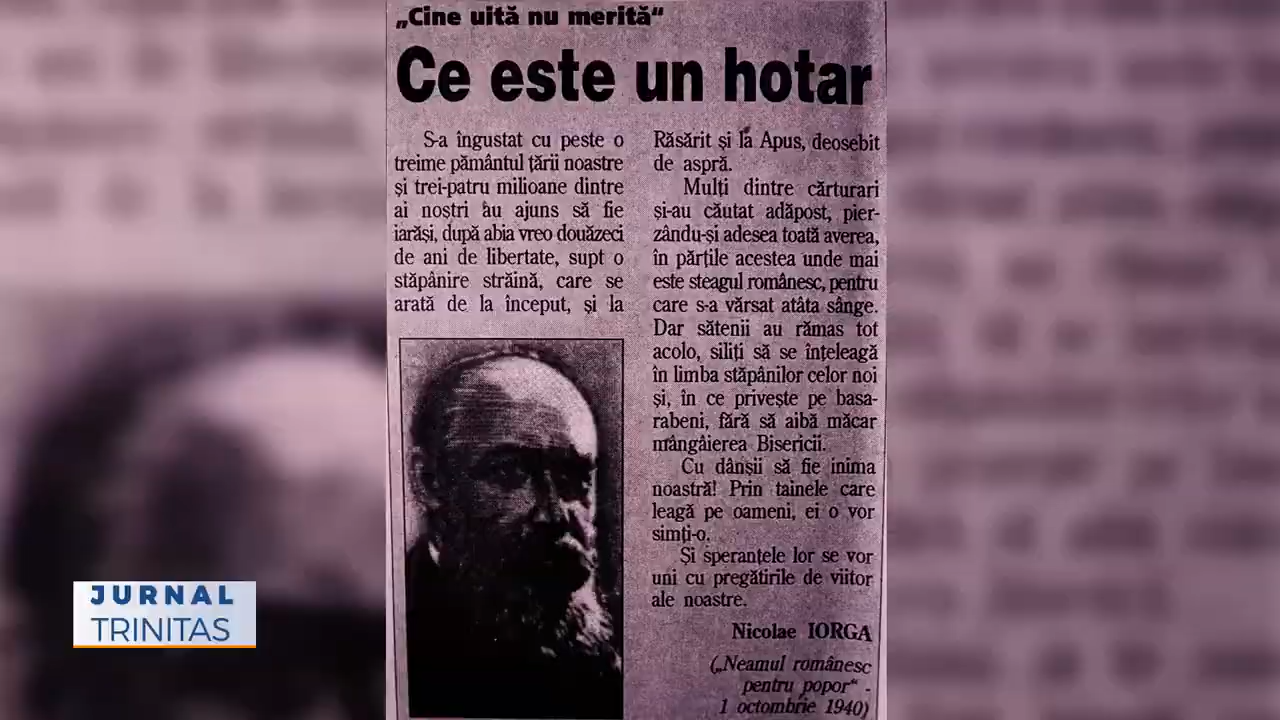 „Cine uită nu merită“
Ce este un hotar
S-a îngustat cu peste o
treime pământul țării noastre
și trei-patru milioane dintre
ai noștri au ajuns să fie
iarăși, după abia vreo douăzeci
de ani de libertate, supt o
stăpânire străină, care se
arată de la început, și la
Răsărit și la Apus, deosebit
de aspră.
Mulți dintre cărturari
și-au căutat adăpost, pier-
zându-și adesea toată averea,
în părțile acestea unde mai
este steagul românesc, pentru
care s-a vărsat atâta sânge.
Dar sătenii au rămas tot
acolo, siliți să se înțeleagă
în limba stăpânilor celor noi
și, în ce privește pe basa-
rabeni, fără să aibă măcar
mângâierea Bisericii.
Cu dânșii să fie inima
noastră! Prin tainele care
leagă pe oameni, ei o vor
simți-o.
Și speranțele lor se vor
uni cu pregătirile de viitor
ale noastre.
Nicolae IORGA
(„Neamul românesc
pentru popor“ -
1 octombrie 1940)
JURNAL
TRINITAS